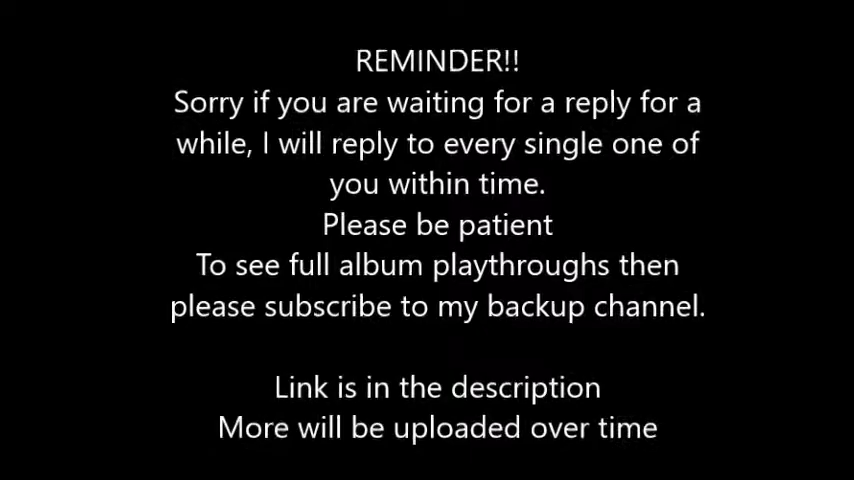 REMINDER!!
Sorry if you are waiting for a reply for a
while, I will reply to every single one of
you within time.
Please be patient
To see full album playthroughs then
please subscribe to my backup channel.
Link is in the description
More will be uploaded over time